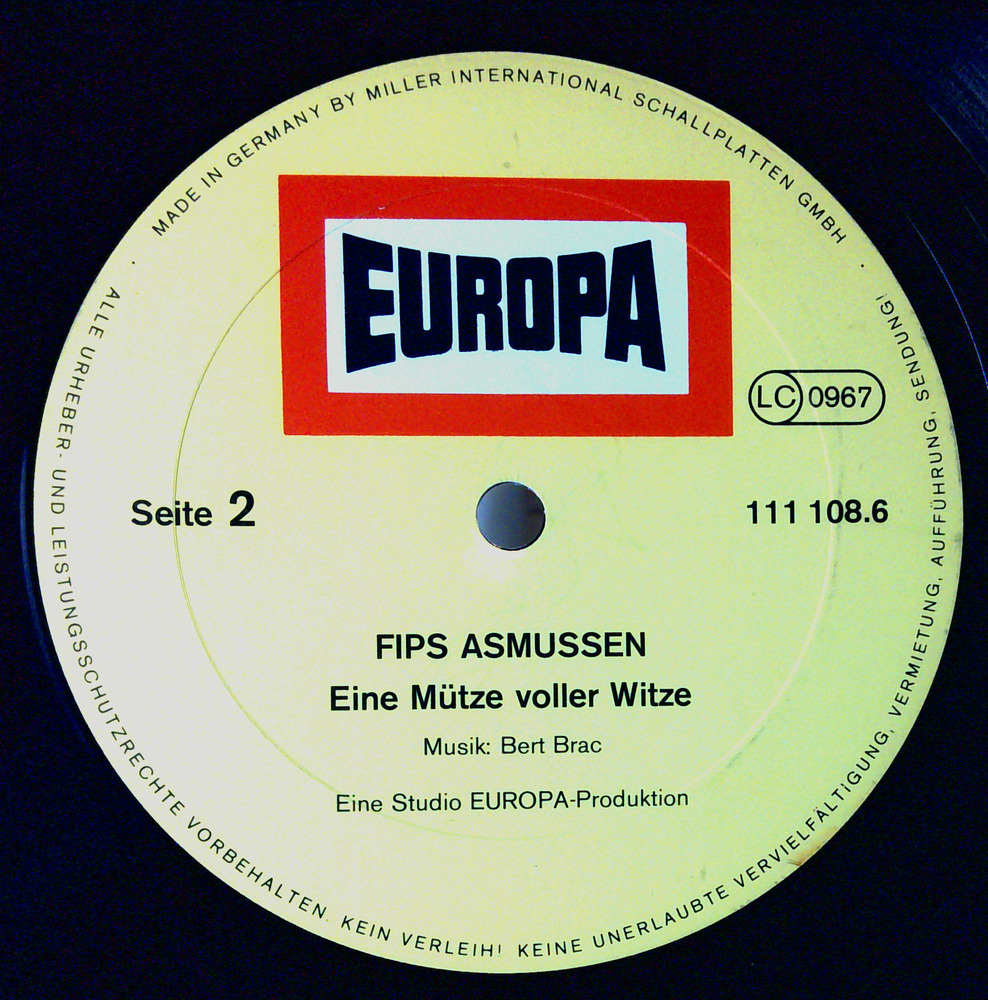 MADE IN GERMANY BY MILLER INTERNATIONAL SCHALLPLATTEN GMBH
EUROPA
LC 0967
Seite 2
111 108.6
FIPS ASMUSSEN
Eine Mütze voller Witze
Musik: Bert Brac
Eine Studio EUROPA-Produktion
ALLE URHEBER- UND LEISTUNGSSCHUTZRECHTE VORBEHALTEN. KEIN VERLEIH! KEINE UNERLAUBTE VERVIELFÄLTIGUNG, VERMIETUNG, AUFFÜHRUNG, SENDUNG!